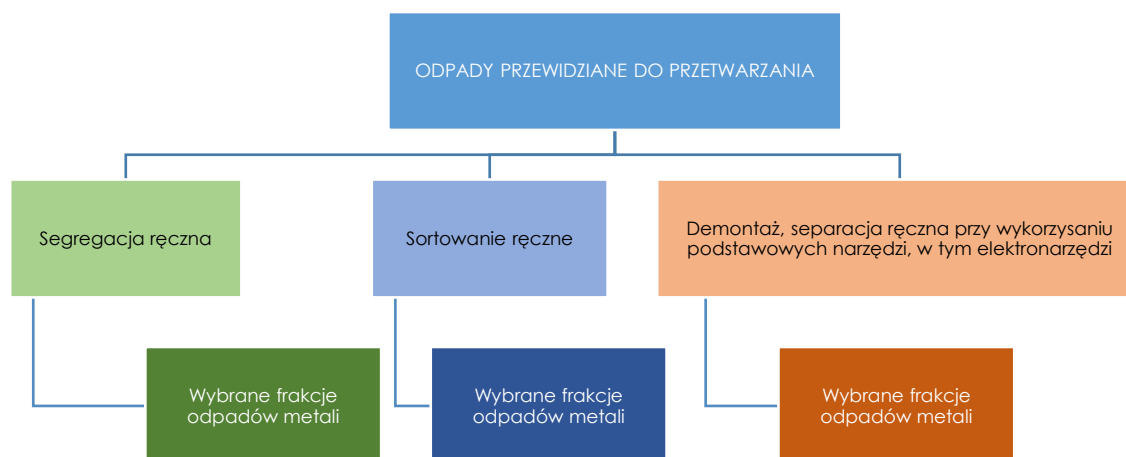 ODPADY PRZEWIDZIANE DO PRZETWARZANIA
Segregacja ręczna
Sortowanie ręczne
Demontaż, separacja ręczna przy wykorzysaniu
podstawowych narzędzi, w tym elektronarzędzi
Wybrane frakcje
odpadów metali
Wybrane frakcje
odpadów metali
Wybrane frakcje
odpadów metali